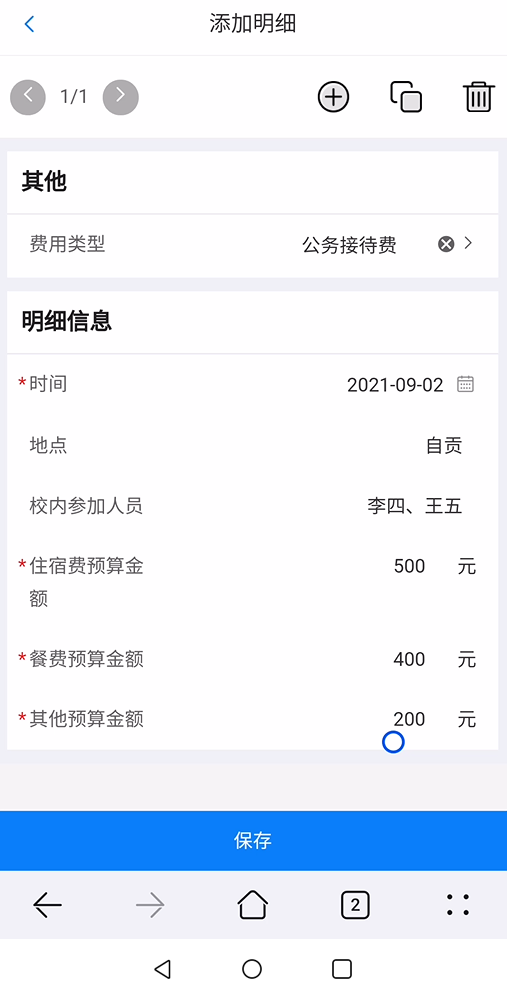 添加明细
1/1
其他
费用类型 公务接待费
明细信息
*时间 2021-09-02
地点 自贡
校内参加人员 李四、王五
*住宿费预算金 500 元
额
*餐费预算金额 400 元
*其他预算金额 200 元
保存
2